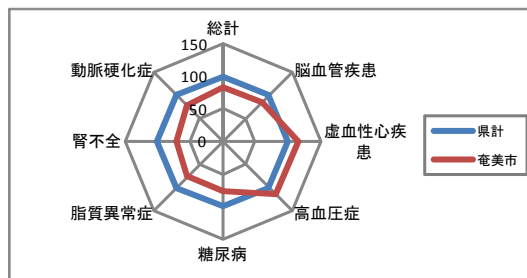 総計
150
100
50
0
脳血管疾患
虚血性心疾
患
高血圧症
糖尿病
脂質異常症
腎不全
動脈硬化症
県計
奄美市